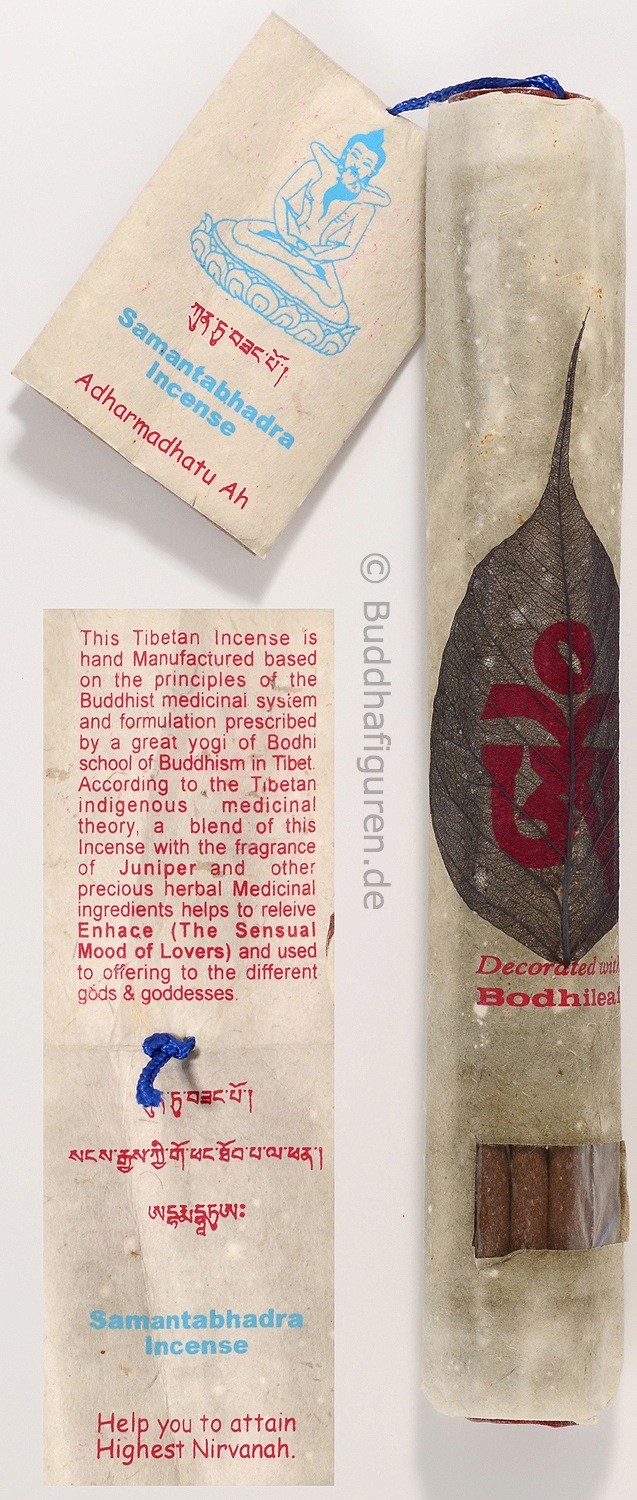 ཀུན་ཏུ་བཟང་པོ།
Samantabhadra
Incense
Adharmadhatu Ah
This Tibetan Incense is
hand Manufactured based
on the principles of the
Buddhist medicinal system
and formulation prescribed
by a great yogi of Bodhi
school of Buddhism in Tibet.
According to the Tibetan
indigenous medicinal
theory, a blend of this
Incense with the fragrance
of Juniper and other
precious herbal Medicinal
ingredients helps to releive
Enhace (The Sensual
Mood of Lovers) and used
to offering to the different
gods & goddesses.
ཀུན་ཏུ་བཟང་པོ།
སངས་རྒྱས་ཀྱི་གོ་ཕང་ཐོབ་པ་ལ་ཕན།
Samantabhadra
Incense
Help you to attain
Highest Nirvanah.
© Buddhafiguren.de
Decorated with
Bodhileaf